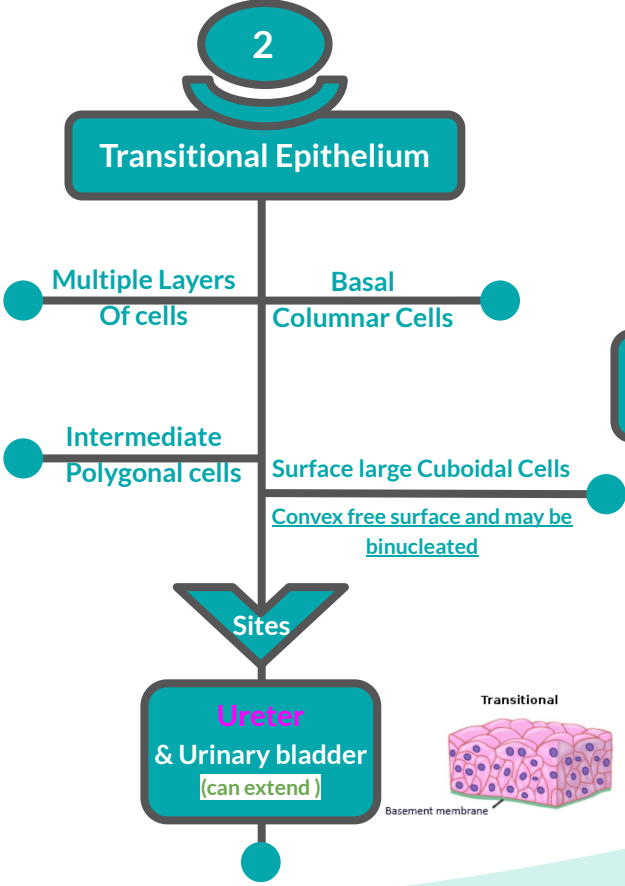 2
Transitional Epithelium
Multiple Layers
Of cells
Basal
Columnar Cells
Intermediate
Polygonal cells
Surface large Cuboidal Cells
Convex free surface and may be
binucleated
Sites
Ureter
& Urinary bladder
(can extend )
Transitional
Basement membrane